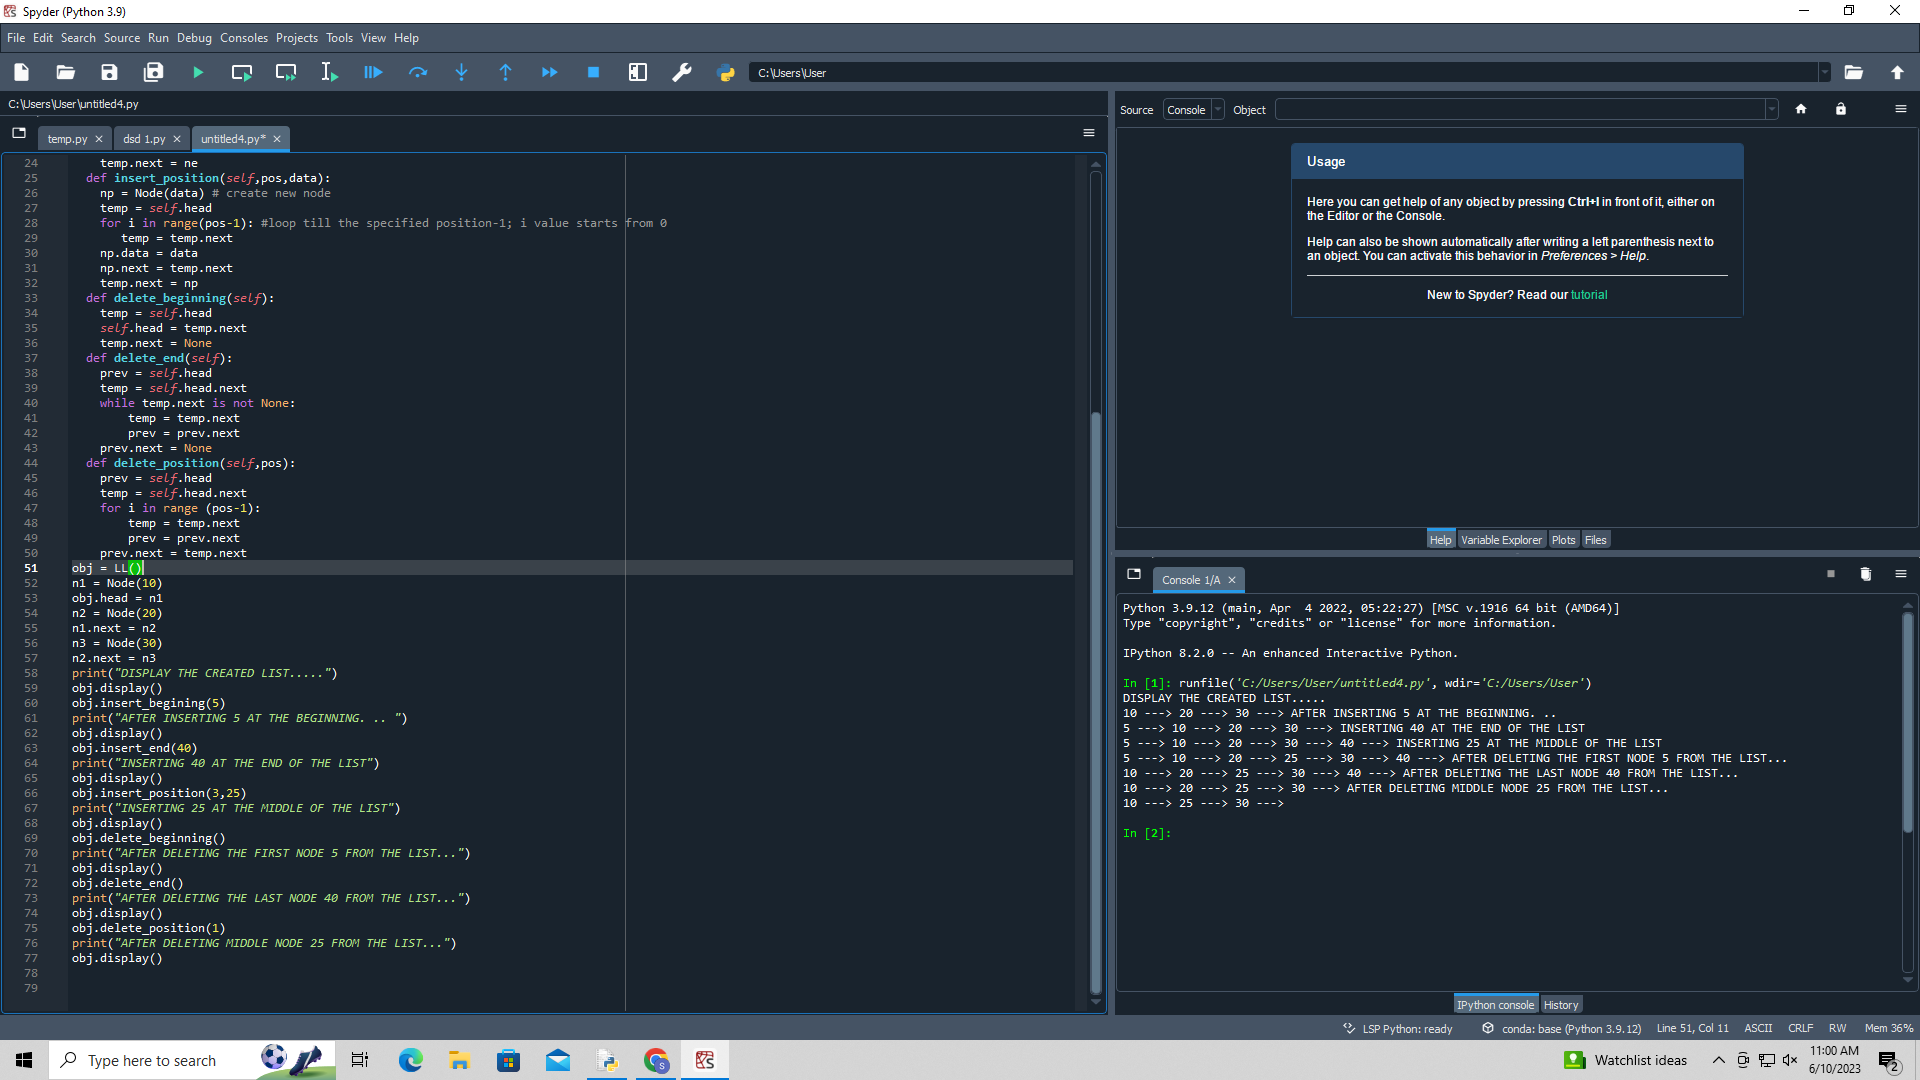 Spyder (Python 3.9)
File Edit Search Source Run Debug Consoles Projects Tools View Help
C:\Users\User
C:\Users\User\untitled4.py
temp.py
dsd 1.py
untitled4.py*
24 temp.next = ne
25 def insert_position(self,pos,data):
26 np = Node(data) # create new node
27 temp = self.head
28 for i in range(pos-1): #loop till the specified position-1; i value starts from 0
29 temp = temp.next
30 np.data = data
31 np.next = temp.next
32 temp.next = np
33 def delete_beginning(self):
34 temp = self.head
35 self.head = temp.next
36 temp.next = None
37 def delete_end(self):
38 prev = self.head
39 temp = self.head.next
40 while temp.next is not None:
41 temp = temp.next
42 prev = prev.next
43 prev.next = None
44 def delete_position(self,pos):
45 prev = self.head
46 temp = self.head.next
47 for i in range (pos-1):
48 temp = temp.next
49 prev = prev.next
50 prev.next = temp.next
51 obj = LL()
52 n1 = Node(10)
53 obj.head = n1
54 n2 = Node(20)
55 n1.next = n2
56 n3 = Node(30)
57 n2.next = n3
58 print("DISPLAY THE CREATED LIST.....")
59 obj.display()
60 obj.insert_begining(5)
61 print("AFTER INSERTING 5 AT THE BEGINNING. .. ")
62 obj.display()
63 obj.insert_end(40)
64 print("INSERTING 40 AT THE END OF THE LIST")
65 obj.display()
66 obj.insert_position(3,25)
67 print("INSERTING 25 AT THE MIDDLE OF THE LIST")
68 obj.display()
69 obj.delete_beginning()
70 print("AFTER DELETING THE FIRST NODE 5 FROM THE LIST...")
71 obj.display()
72 obj.delete_end()
73 print("AFTER DELETING THE LAST NODE 40 FROM THE LIST...")
74 obj.display()
75 obj.delete_position(1)
76 print("AFTER DELETING MIDDLE NODE 25 FROM THE LIST...")
77 obj.display()
78
79
Source Console Object
Usage
Here you can get help of any object by pressing Ctrl+I in front of it, either on
the Editor or the Console.
Help can also be shown automatically after writing a left parenthesis next to
an object. You can activate this behavior in Preferences > Help.
New to Spyder? Read our tutorial
Help Variable Explorer Plots Files
Console 1/A
Python 3.9.12 (main, Apr  4 2022, 05:22:27) [MSC v.1916 64 bit (AMD64)]
Type "copyright", "credits" or "license" for more information.
IPython 8.2.0 -- An enhanced Interactive Python.
In [1]: runfile('C:/Users/User/untitled4.py', wdir='C:/Users/User')
DISPLAY THE CREATED LIST.....
10 ---> 20 ---> 30 ---> AFTER INSERTING 5 AT THE BEGINNING. ..
5 ---> 10 ---> 20 ---> 30 ---> INSERTING 40 AT THE END OF THE LIST
5 ---> 10 ---> 20 ---> 30 ---> 40 ---> INSERTING 25 AT THE MIDDLE OF THE LIST
5 ---> 10 ---> 20 ---> 25 ---> 30 ---> 40 ---> AFTER DELETING THE FIRST NODE 5 FROM THE LIST...
10 ---> 20 ---> 25 ---> 30 ---> 40 ---> AFTER DELETING THE LAST NODE 40 FROM THE LIST...
10 ---> 20 ---> 25 ---> 30 ---> AFTER DELETING MIDDLE NODE 25 FROM THE LIST...
10 ---> 25 ---> 30 --->
In [2]:
IPython console History
LSP Python: ready conda: base (Python 3.9.12) Line 51, Col 11 ASCII CRLF RW Mem 36%
Type here to search
Watchlist ideas
11:00 AM
6/10/2023
2